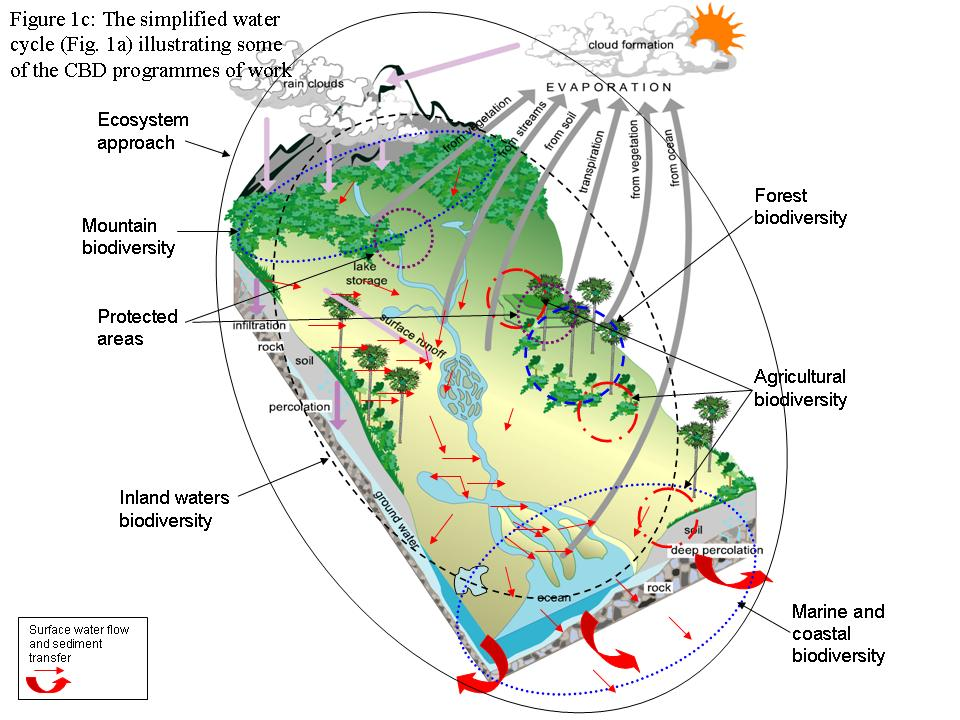 Figure 1c: The simplified water
cycle (Fig. 1a) illustrating some
of the CBD programmes of work
cloud formation
rain clouds
EVAPORATION
from vegetation
from streams
from soil
transpiration
from vegetation
from ocean
Ecosystem
approach
Mountain
biodiversity
Forest
biodiversity
lake
storage
Protected
areas
infiltration
surface runoff
rock
soil
percolation
Agricultural
biodiversity
Inland waters
biodiversity
ground water
soil
deep percolation
rock
ocean
Marine and
coastal
biodiversity
Surface water flow
and sediment
transfer